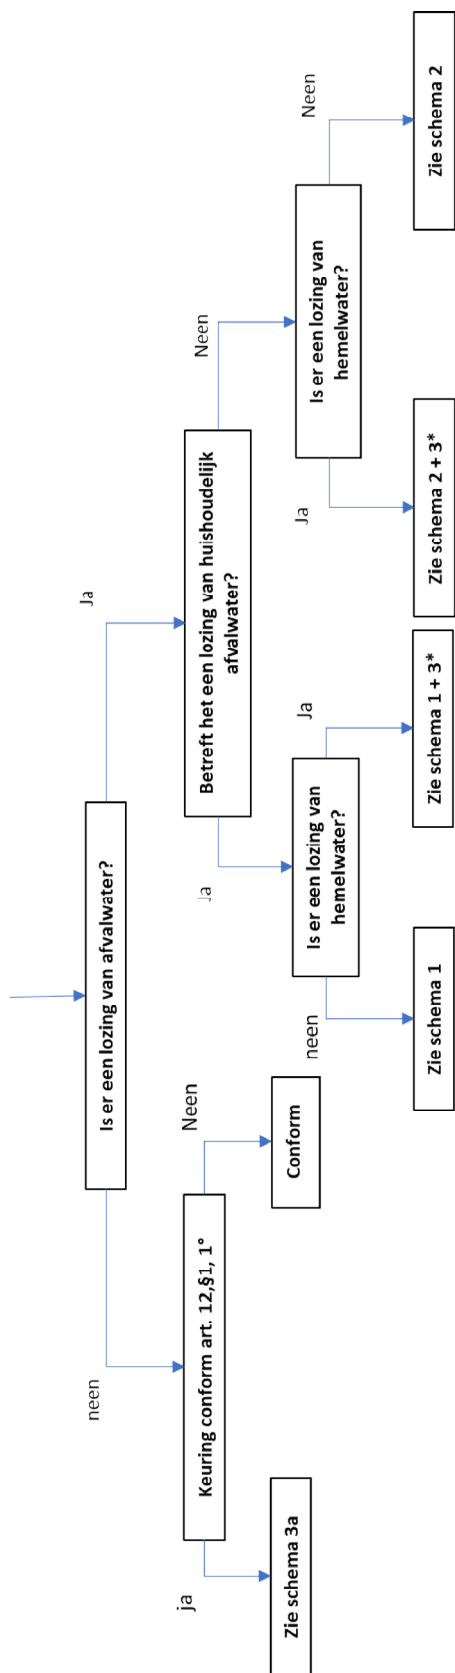 Is er een lozing van afvalwater?
neen
Ja
Keuring conform art. 12,§1, 1°
Betreft het een lozing van huishoudelijk
afvalwater?
ja
Neen
Ja
Neen
Zie schema 3a
Conform
Is er een lozing van
hemelwater?
Is er een lozing van
hemelwater?
neen
Ja
Ja
Neen
Zie schema 1
Zie schema 1 + 3*
Zie schema 2 + 3*
Zie schema 2